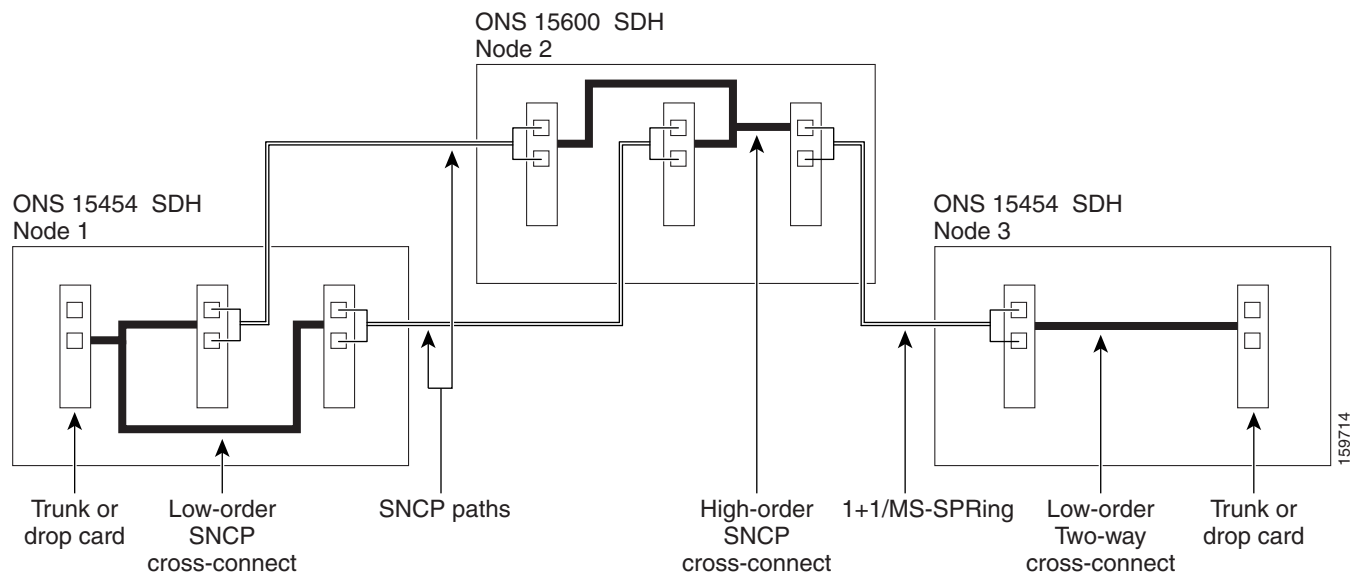 ONS 15600 SDH
Node 2
ONS 15454 SDH
Node 1
ONS 15454 SDH
Node 3
159714
Trunk or
drop card
Low-order
SNCP
cross-connect
SNCP paths
High-order
SNCP
cross-connect
1+1/MS-SPRing
Low-order
Two-way
cross-connect
Trunk or
drop card